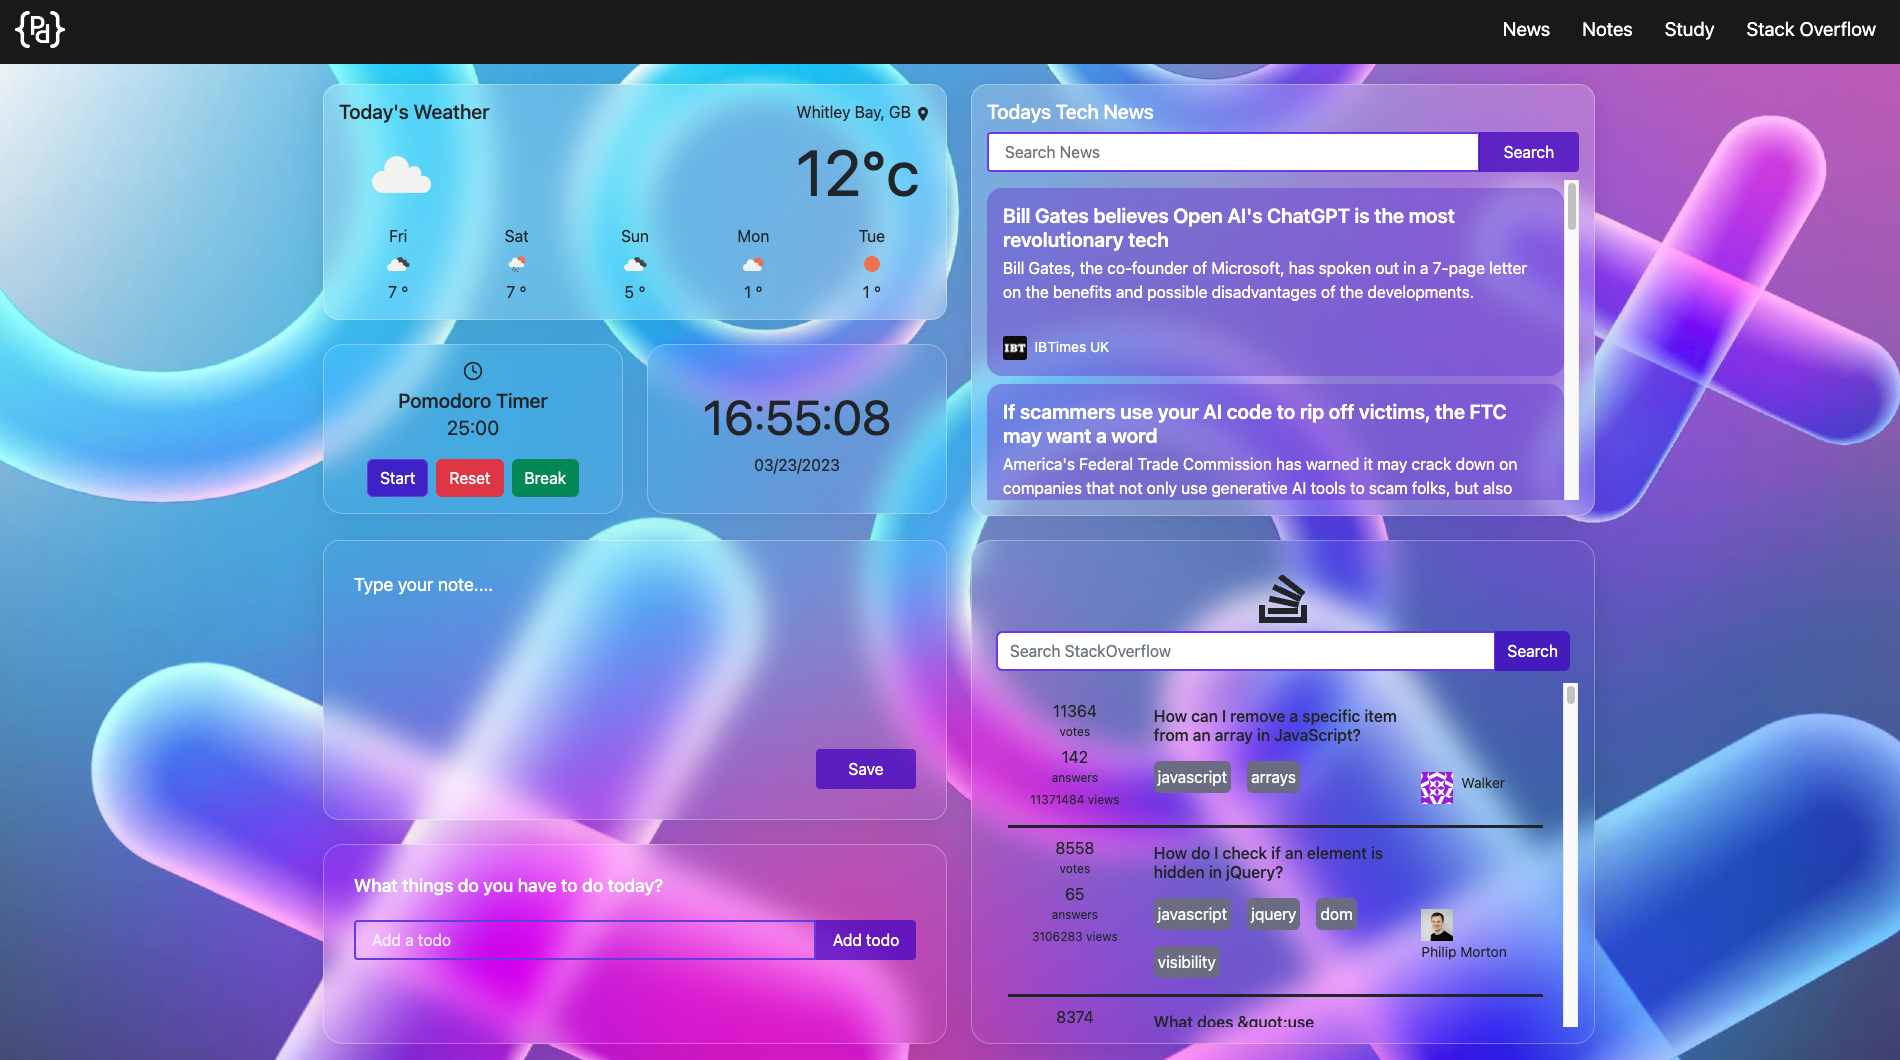 {Pd}
News
Notes
Study
Stack Overflow
Today's Weather
Whitley Bay, GB
12°c
Fri
Sat
Sun
Mon
Tue
7 °
7 °
5 °
1 °
1 °
Pomodoro Timer
25:00
Start
Reset
Break
16:55:08
03/23/2023
Type your note....
Save
What things do you have to do today?
Add a todo
Add todo
Todays Tech News
Search News
Search
Bill Gates believes Open AI's ChatGPT is the most
revolutionary tech
Bill Gates, the co-founder of Microsoft, has spoken out in a 7-page letter
on the benefits and possible disadvantages of the developments.
IBT
IBTimes UK
If scammers use your AI code to rip off victims, the FTC
may want a word
America's Federal Trade Commission has warned it may crack down on
companies that not only use generative AI tools to scam folks, but also
Search StackOverflow
Search
11364
votes
142
answers
11371484 views
How can I remove a specific item
from an array in JavaScript?
javascript
arrays
Walker
8558
votes
65
answers
3106283 views
How do I check if an element is
hidden in jQuery?
javascript
jquery
dom
visibility
Philip Morton
8374
What does &quot;use